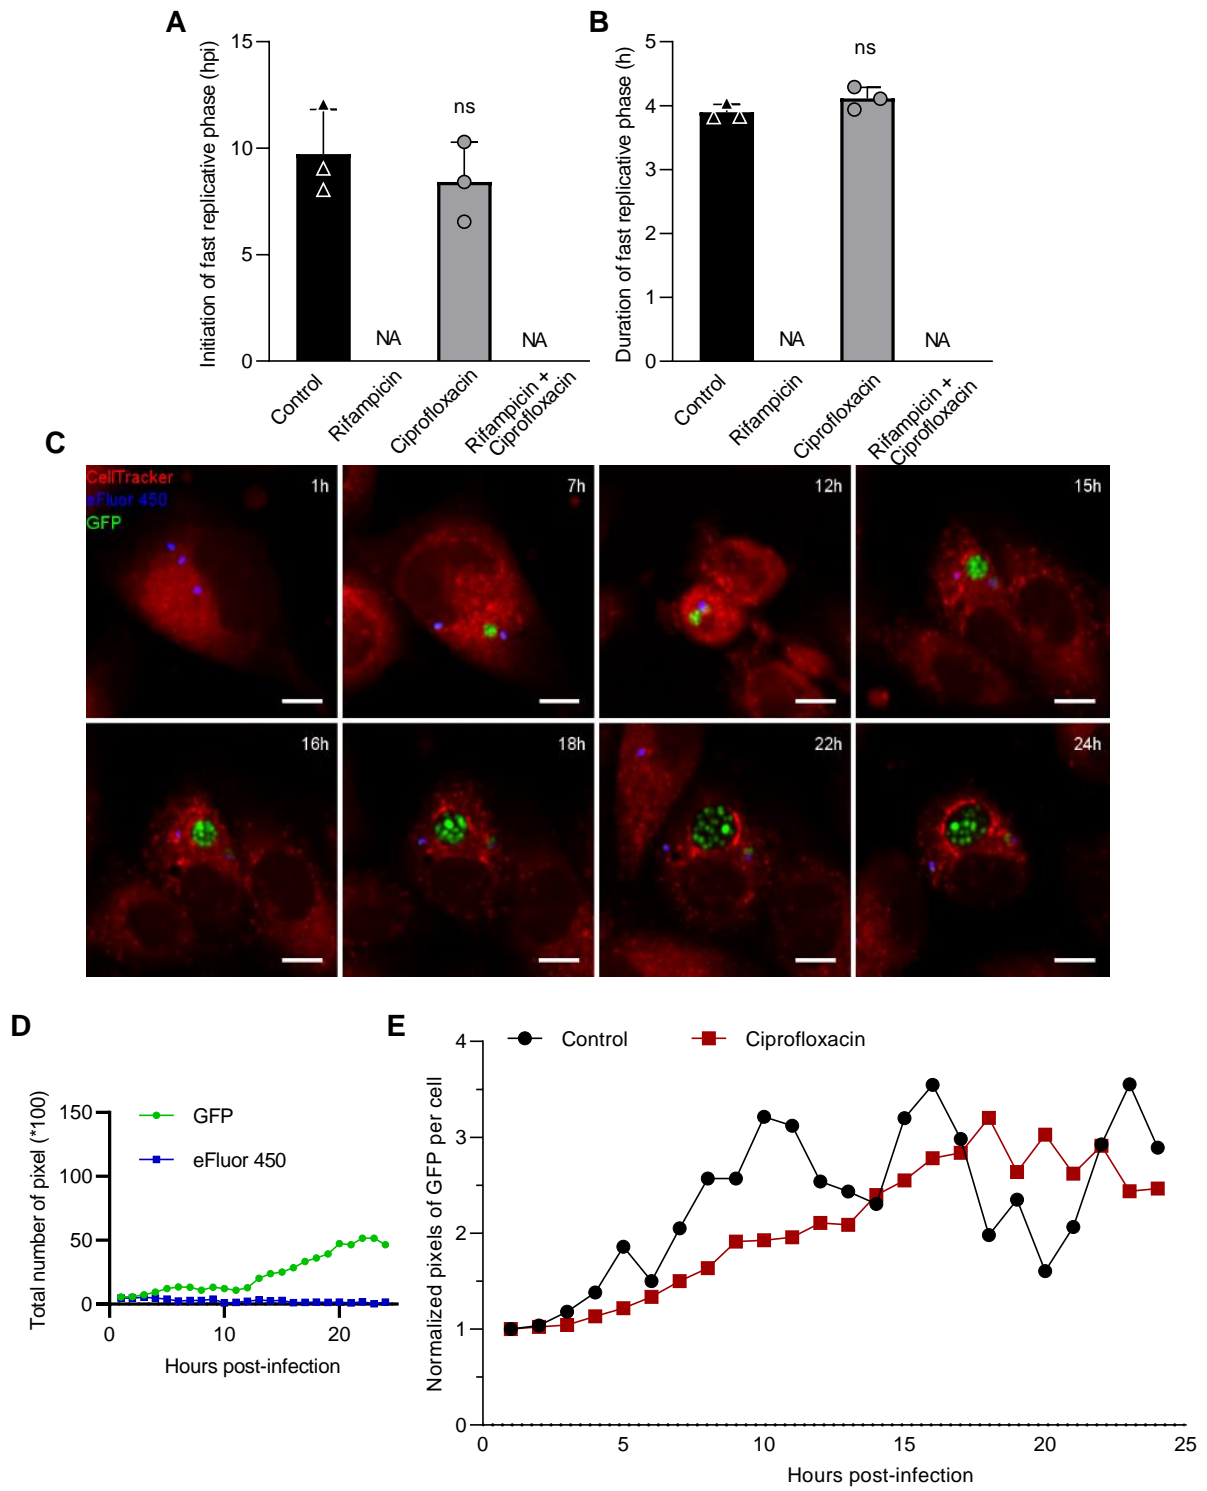 A
Initiation of fast replicative phase (hpi)
15
10
5
0
ns
NA
NA
Control
Rifampicin
Ciprofloxacin
Rifampicin +
Ciprofloxacin
B
Duration of fast replicative phase (h)
5
4
3
2
1
0
ns
NA
NA
Control
Rifampicin
Ciprofloxacin
Rifampicin +
Ciprofloxacin
C
CellTracker
eFluor 450
GFP
1h
7h
12h
15h
16h
18h
22h
24h
D
Total number of pixel (*100)
150
100
50
0
GFP
eFluor 450
0
10
20
Hours post-infection
E
Control
Ciprofloxacin
Normalized pixels of GFP per cell
4
3
2
1
0
0
5
10
15
20
25
Hours post-infection